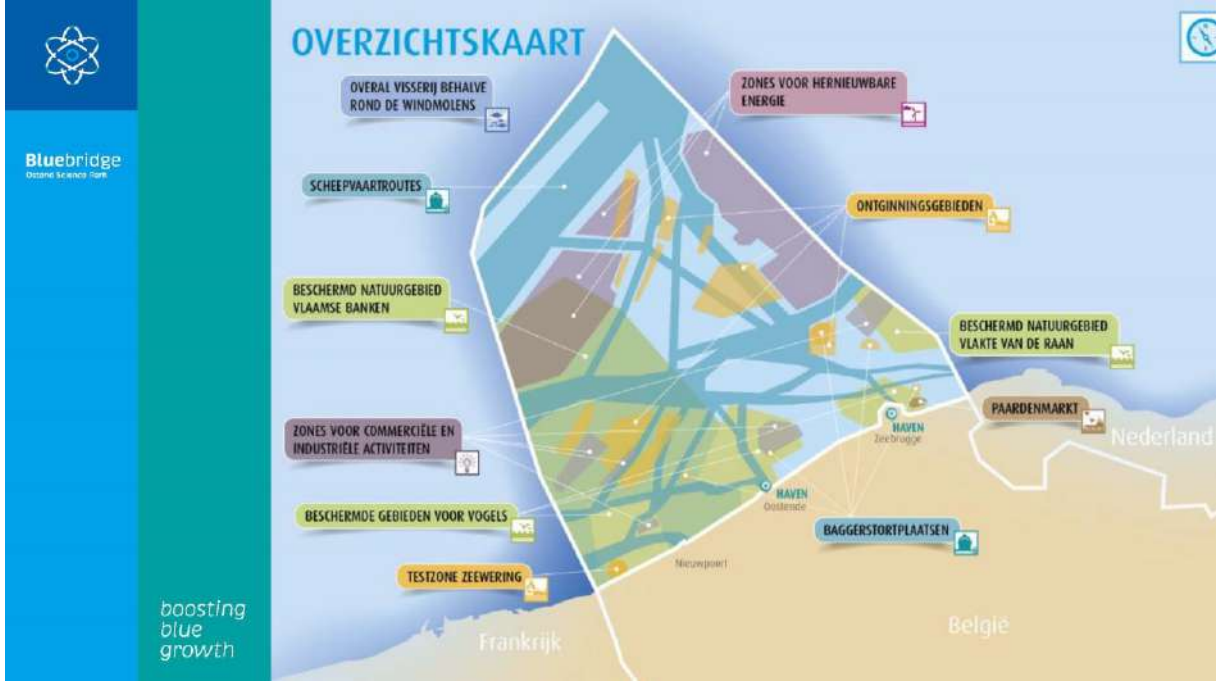 OVERZICHTSKAART
OVERAL VISSERIJ BEHALVE
ROND DE WINDMOLENS
ZONES VOOR HERNIEUWBARE
ENERGIE
Bluebridge
Ostend Science Park
SCHEEPVAARTROUTES
ONTGINNINGSGEBIEDEN
BESCHERMD NATUURGEBIED
VLAAMSE BANKEN
BESCHERMD NATUURGEBIED
VLAKTE VAN DE RAAN
PAARDENMARKT
ZONES VOOR COMMERCIËLE EN
INDUSTRIËLE ACTIVITEITEN
HAVEN
Zeebrugge
Nederland
HAVEN
Oostende
BESCHERMDE GEBIEDEN VOOR VOGELS
BAGGERSTORTPLAATSEN
Nieuwpoort
TESTZONE ZEEWERING
boosting
blue
growth
Frankrijk
België